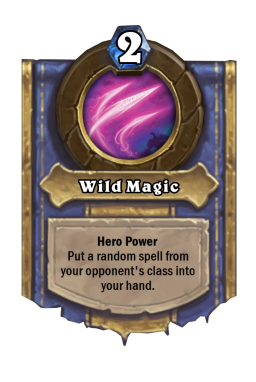 2
Wild Magic
Hero Power
Put a random spell from
your opponent's class into
your hand.